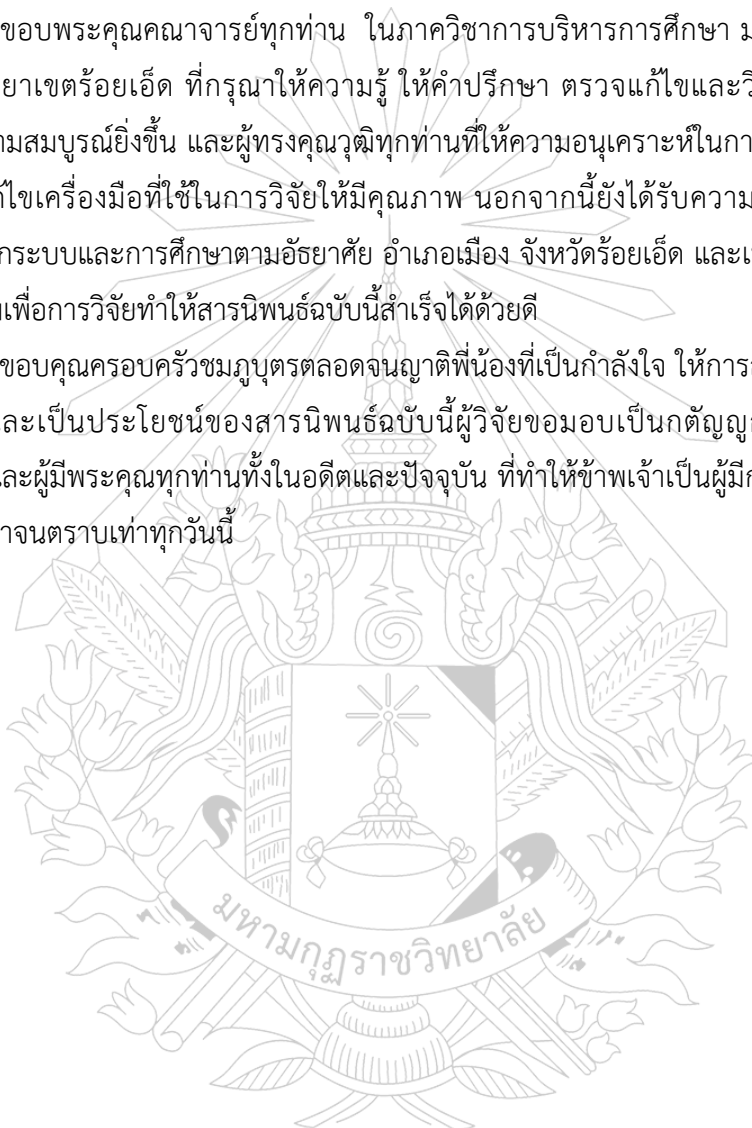 ขอบพระคุณคณาจารย์ทุกท่าน ในภาควิชาการบริหารการศึกษา ม
ยาเขตร้อยเอ็ด ที่กรุณาให้ความรู้ ให้คำปรึกษา ตรวจแก้ไขและวิ
ามสมบูรณ์ยิ่งขึ้น และผู้ทรงคุณวุฒิทุกท่านที่ให้ความอนุเคราะห์ในกา
ก้ไขเครื่องมือที่ใช้ในการวิจัยให้มีคุณภาพ นอกจากนี้ยังได้รับความ
กระบบและการศึกษาตามอัธยาศัย อำเภอเมือง จังหวัดร้อยเอ็ด และเ
เพื่อการวิจัยทำให้สารนิพนธ์ฉบับนี้สำเร็จได้ด้วยดี
ขอบคุณครอบครัวชมภูบุตรตลอดจนญาติพี่น้องที่เป็นกำลังใจ ให้การ
ละเป็นประโยชน์ของสารนิพนธ์ฉบับนี้ผู้วิจัยขอมอบเป็นกตัญญูก
ละผู้มีพระคุณทุกท่านทั้งในอดีตและปัจจุบัน ที่ทำให้ข้าพเจ้าเป็นผู้มีก
าจนตราบเท่าทุกวันนี้
มหามกุฏราชวิทยาลัย